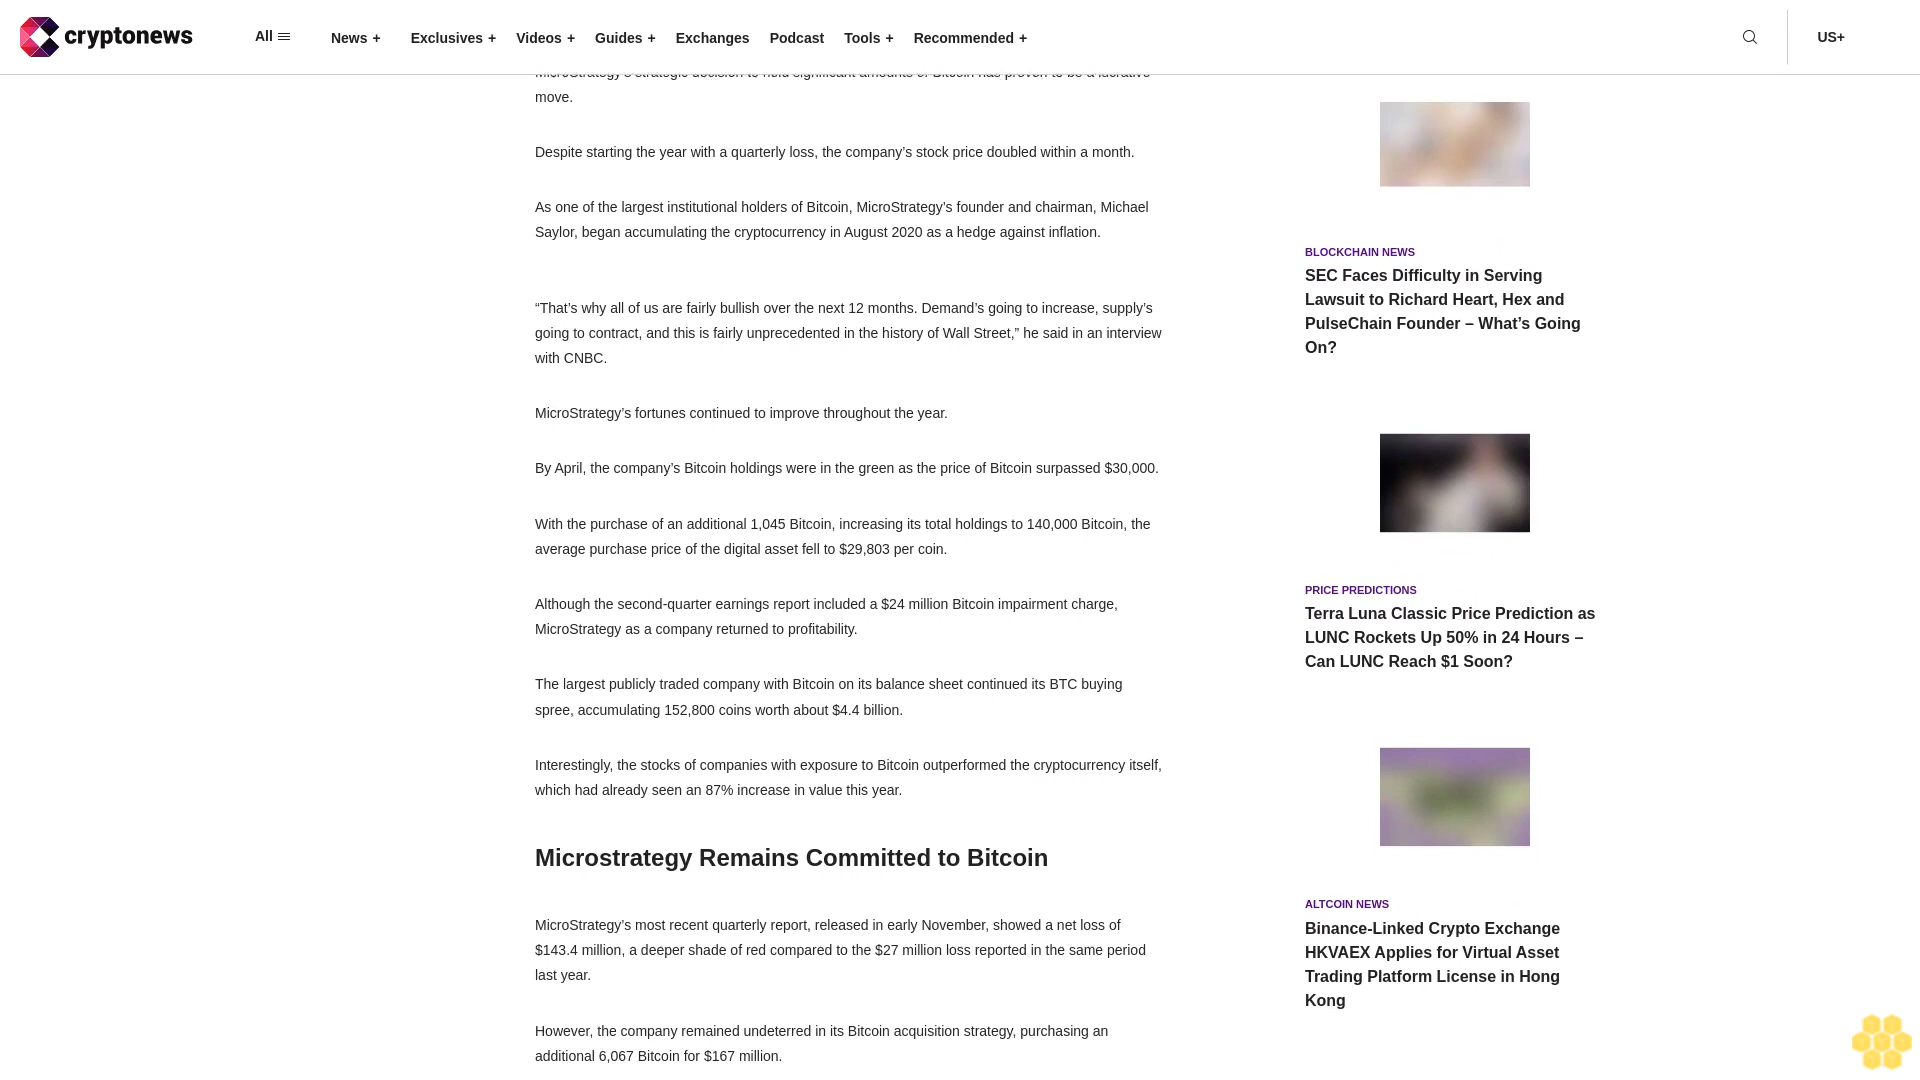 cryptonews
All
News +
Exclusives +
Videos +
Guides +
Exchanges
Podcast
Tools +
Recommended +
US+
MicroStrategy’s strategic decision to hold significant amounts of Bitcoin has proven to be a lucrative
move.
Despite starting the year with a quarterly loss, the company’s stock price doubled within a month.
As one of the largest institutional holders of Bitcoin, MicroStrategy’s founder and chairman, Michael
Saylor, began accumulating the cryptocurrency in August 2020 as a hedge against inflation.
“That’s why all of us are fairly bullish over the next 12 months. Demand’s going to increase, supply’s
going to contract, and this is fairly unprecedented in the history of Wall Street,” he said in an interview
with CNBC.
MicroStrategy’s fortunes continued to improve throughout the year.
By April, the company’s Bitcoin holdings were in the green as the price of Bitcoin surpassed $30,000.
With the purchase of an additional 1,045 Bitcoin, increasing its total holdings to 140,000 Bitcoin, the
average purchase price of the digital asset fell to $29,803 per coin.
Although the second-quarter earnings report included a $24 million Bitcoin impairment charge,
MicroStrategy as a company returned to profitability.
The largest publicly traded company with Bitcoin on its balance sheet continued its BTC buying
spree, accumulating 152,800 coins worth about $4.4 billion.
Interestingly, the stocks of companies with exposure to Bitcoin outperformed the cryptocurrency itself,
which had already seen an 87% increase in value this year.
Microstrategy Remains Committed to Bitcoin
MicroStrategy’s most recent quarterly report, released in early November, showed a net loss of
$143.4 million, a deeper shade of red compared to the $27 million loss reported in the same period
last year.
However, the company remained undeterred in its Bitcoin acquisition strategy, purchasing an
additional 6,067 Bitcoin for $167 million.
BLOCKCHAIN NEWS
SEC Faces Difficulty in Serving
Lawsuit to Richard Heart, Hex and
PulseChain Founder – What’s Going
On?
PRICE PREDICTIONS
Terra Luna Classic Price Prediction as
LUNC Rockets Up 50% in 24 Hours –
Can LUNC Reach $1 Soon?
ALTCOIN NEWS
Binance-Linked Crypto Exchange
HKVAEX Applies for Virtual Asset
Trading Platform License in Hong
Kong